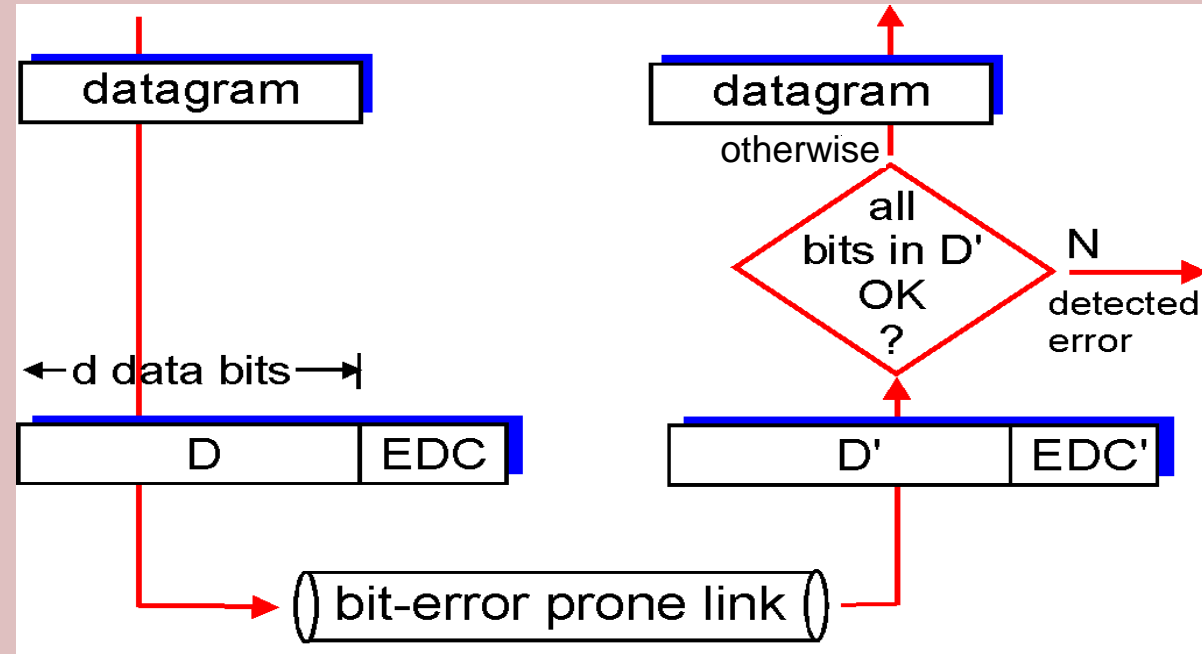 datagram
d data bits
D EDC
bit-error prone link
datagram
otherwise
all
bits in D'
OK
?
N
detected
error
D' EDC'